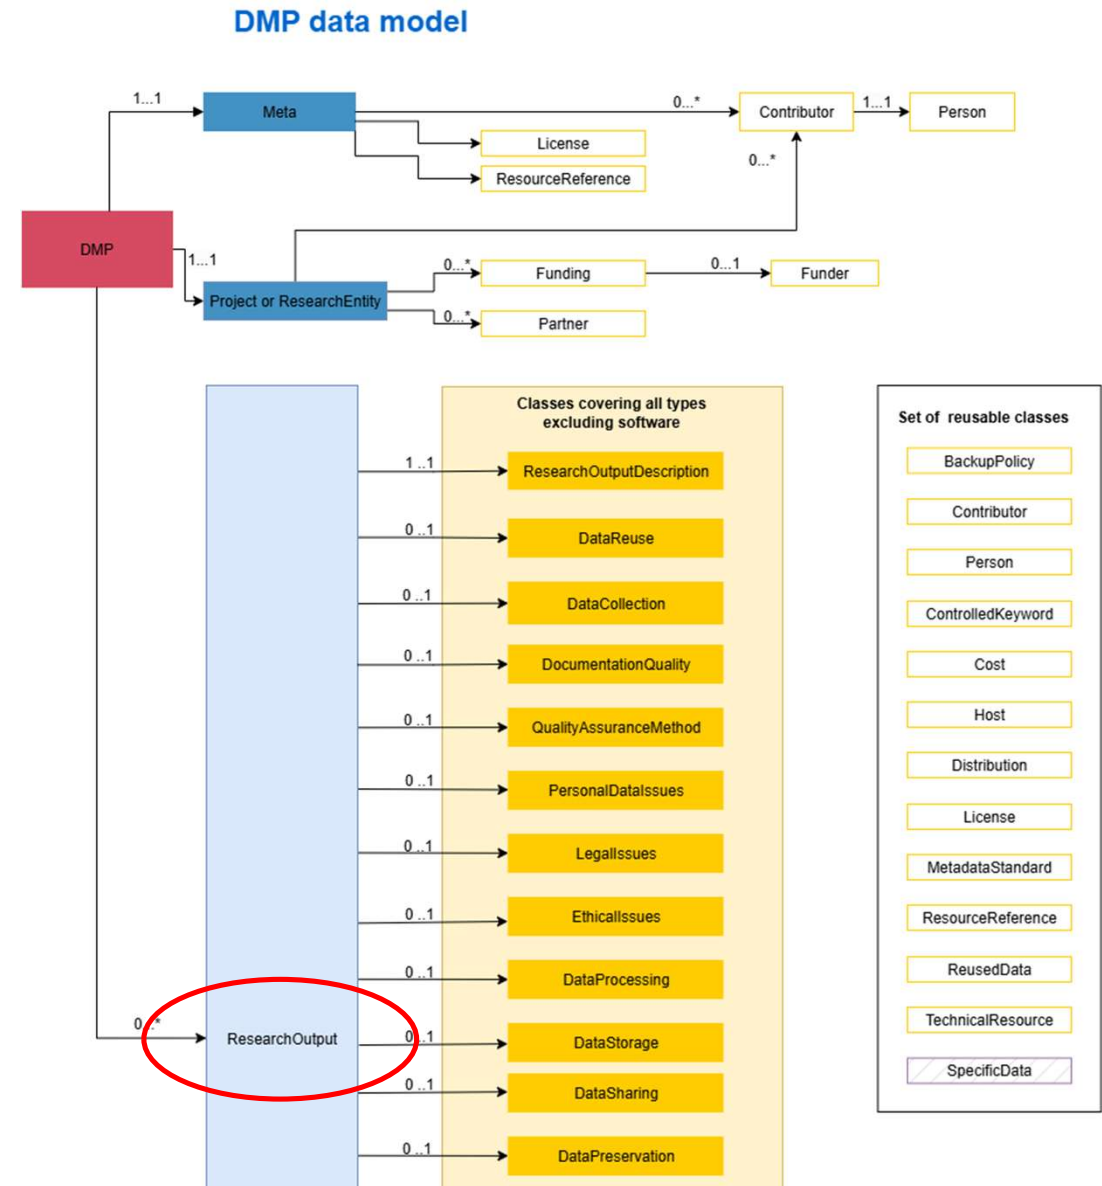 DMP data model
1...1
Meta
0...*
Contributor
1...1
Person
License
ResourceReference
0...*
DMP
1...1
Project or ResearchEntity
0...*
Funding
0...1
Funder
0...*
Partner
Classes covering all types
excluding software
1 ..1
ResearchOutputDescription
0 ..1
DataReuse
0 ..1
DataCollection
0 ..1
DocumentationQuality
0 ..1
QualityAssuranceMethod
0 ..1
PersonalDataIssues
0 ..1
LegalIssues
0 ..1
EthicalIssues
0 ..1
DataProcessing
0...*
ResearchOutput
0 ..1
DataStorage
0 ..1
DataSharing
0 ..1
DataPreservation
Set of reusable classes
BackupPolicy
Contributor
Person
ControlledKeyword
Cost
Host
Distribution
License
MetadataStandard
ResourceReference
ReusedData
TechnicalResource
SpecificData